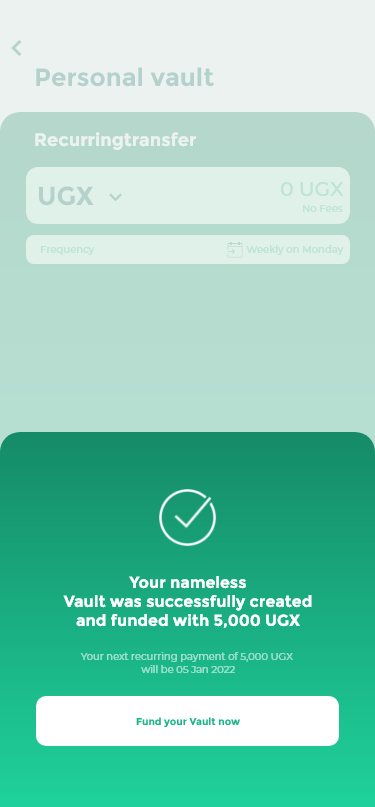 Personal vault
Recurringtransfer
UGX
0 UGX
No Fees
Frequency
Weekly on Monday
Your nameless
Vault was successfully created
and funded with 5,000 UGX
Your next recurring payment of 5,000 UGX
will be 05 Jan 2022
Fund your Vault now